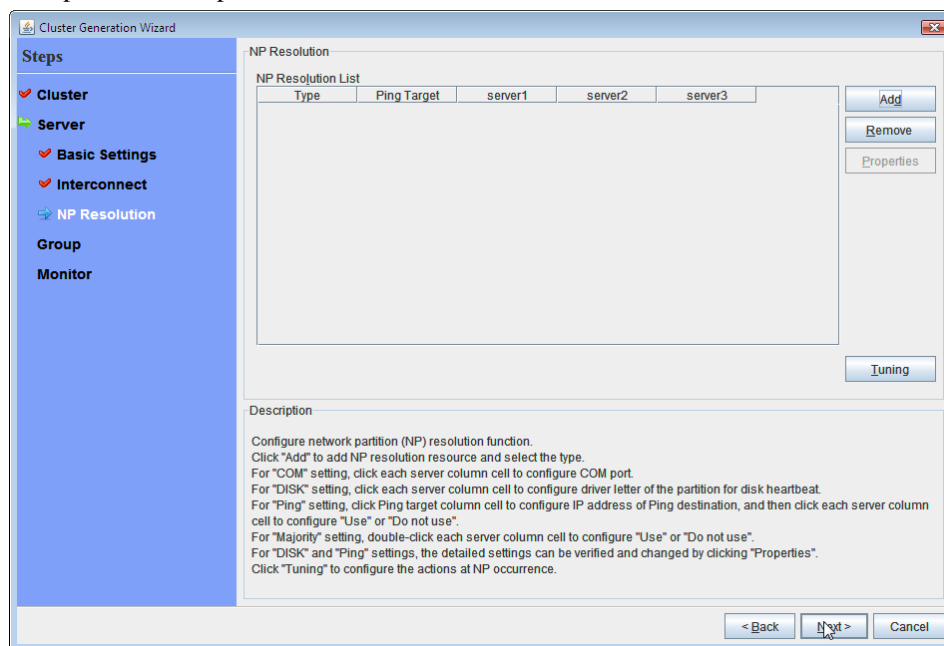 Cluster Generation Wizard
Steps
Cluster
Server
Basic Settings
Interconnect
NP Resolution
Group
Monitor
NP Resolution
NP Resolution List
Type Ping Target server1 server2 server3
Add
Remove
Properties
Tuning
Description
Configure network partition (NP) resolution function.
Click "Add" to add NP resolution resource and select the type.
For "COM" setting, click each server column cell to configure COM port.
For "DISK" setting, click each server column cell to configure driver letter of the partition for disk heartbeat.
For "Ping" setting, click Ping target column cell to configure IP address of Ping destination, and then click each server column
cell to configure "Use" or "Do not use".
For "Majority" setting, double-click each server column cell to configure "Use" or "Do not use".
For "DISK" and "Ping" settings, the detailed settings can be verified and changed by clicking "Properties".
Click "Tuning" to configure the actions at NP occurrence.
< Back Next > Cancel